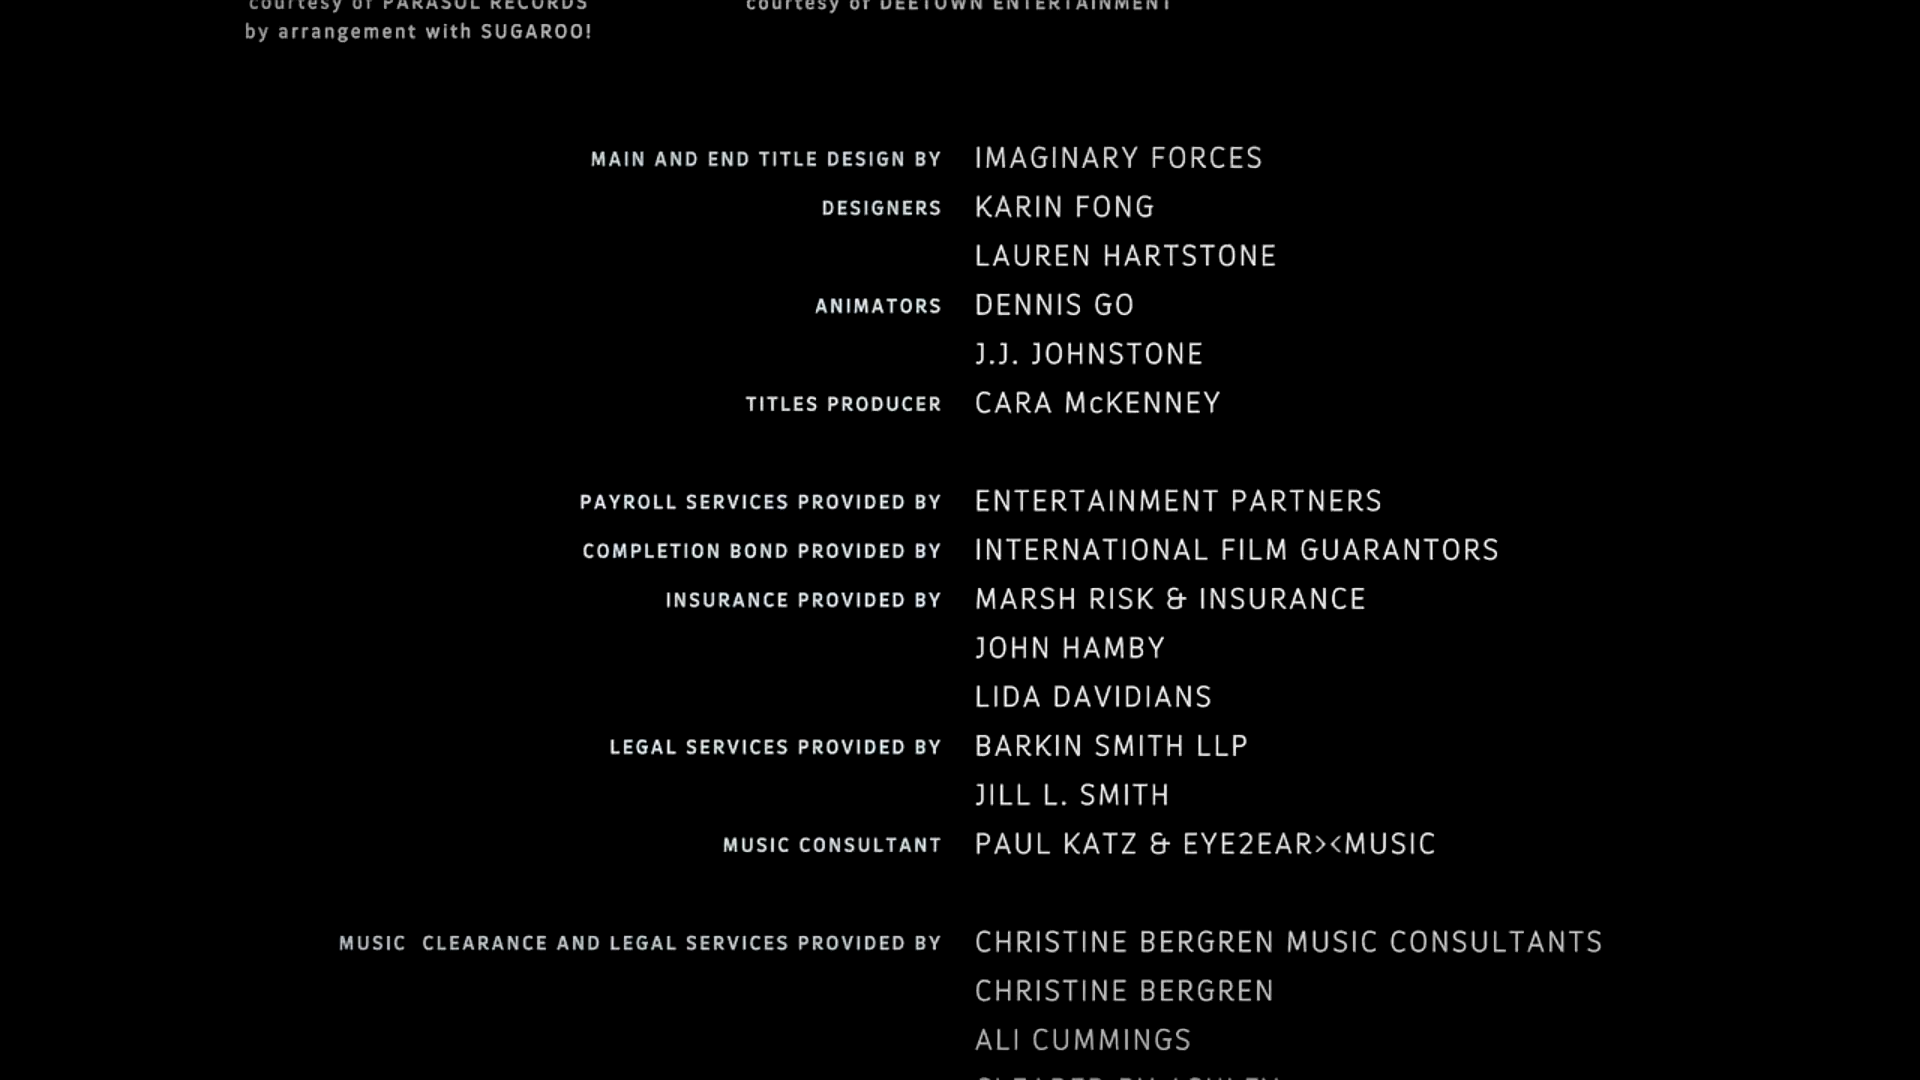 courtesy of PARASOL RECORDS
by arrangement with SUGAROO!
courtesy of DEETOWN ENTERTAINMENT
MAIN AND END TITLE DESIGN BY IMAGINARY FORCES
DESIGNERS KARIN FONG
LAUREN HARTSTONE
ANIMATORS DENNIS GO
J.J. JOHNSTONE
TITLES PRODUCER CARA McKENNEY
PAYROLL SERVICES PROVIDED BY ENTERTAINMENT PARTNERS
COMPLETION BOND PROVIDED BY INTERNATIONAL FILM GUARANTORS
INSURANCE PROVIDED BY MARSH RISK & INSURANCE
JOHN HAMBY
LIDA DAVIDIANS
LEGAL SERVICES PROVIDED BY BARKIN SMITH LLP
JILL L. SMITH
MUSIC CONSULTANT PAUL KATZ & EYE2EAR><MUSIC
MUSIC CLEARANCE AND LEGAL SERVICES PROVIDED BY CHRISTINE BERGREN MUSIC CONSULTANTS
CHRISTINE BERGREN
ALI CUMMINGS